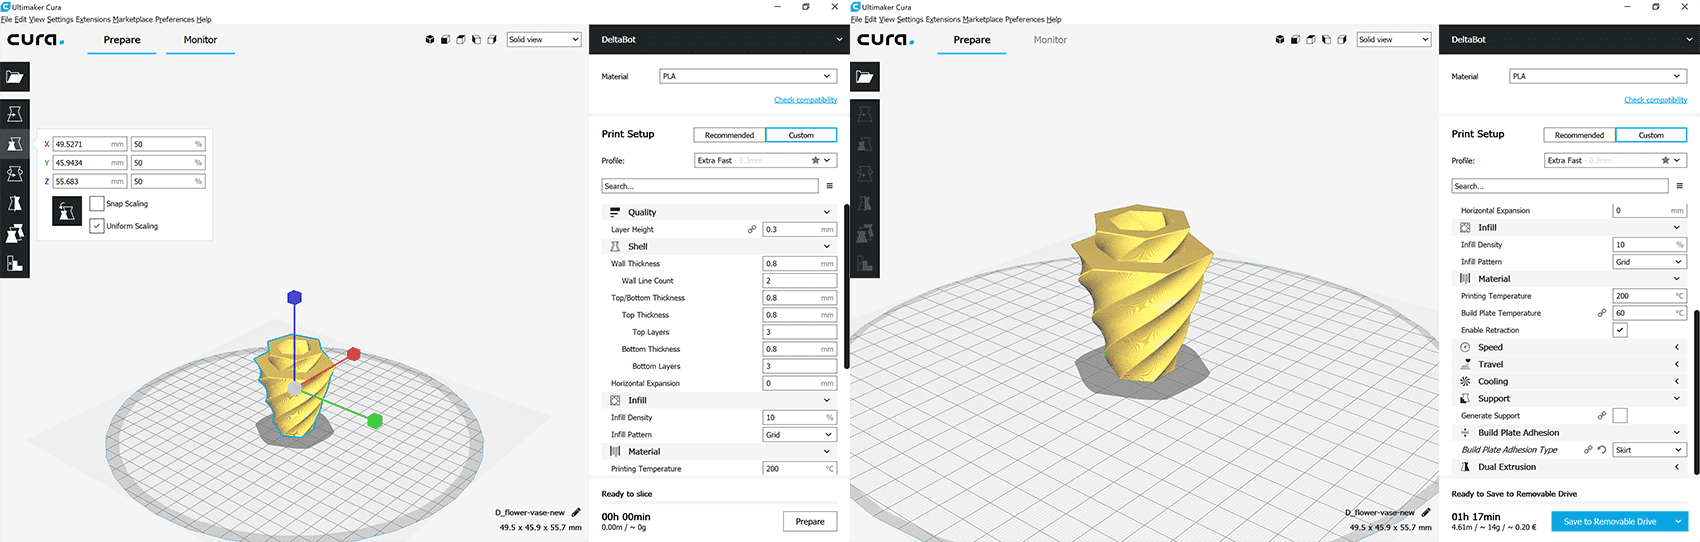 Ultimaker Cura
File Edit View Settings Extensions Marketplace Preferences Help
cura.
Prepare
Monitor
Solid view
DeltaBot
Material
PLA
Check compatibility
Print Setup
Recommended
Custom
Profile:
Extra Fast - 0.3mm
Search...
X 49.5271 mm 50 %
Y 45.9434 mm 50 %
Z 55.683 mm 50 %
Snap Scaling
Uniform Scaling
Quality
Layer Height 0.3 mm
Shell
Wall Thickness 0.8 mm
Wall Line Count 2
Top/Bottom Thickness 0.8 mm
Top Thickness 0.8 mm
Top Layers 3
Bottom Thickness 0.8 mm
Bottom Layers 3
Horizontal Expansion 0 mm
Infill
Infill Density 10 %
Infill Pattern Grid
Material
Printing Temperature 200 °C
Ready to slice
00h 00min
0.00m / ~ 0g
Prepare
D_flower-vase-new
49.5 x 45.9 x 55.7 mm
Ultimaker Cura
File Edit View Settings Extensions Marketplace Preferences Help
cura.
Prepare
Monitor
Solid view
DeltaBot
Material
PLA
Check compatibility
Print Setup
Recommended
Custom
Profile:
Extra Fast - 0.3mm
Search...
Horizontal Expansion 0 mm
Infill
Infill Density 10 %
Infill Pattern Grid
Material
Printing Temperature 200 °C
Build Plate Temperature 60 °C
Enable Retraction
Speed
Travel
Cooling
Support
Generate Support
Build Plate Adhesion
Build Plate Adhesion Type Skirt
Dual Extrusion
Ready to Save to Removable Drive
01h 17min
4.61m / ~ 14g / ~ 0.20 €
Save to Removable Drive
D_flower-vase-new
49.5 x 45.9 x 55.7 mm